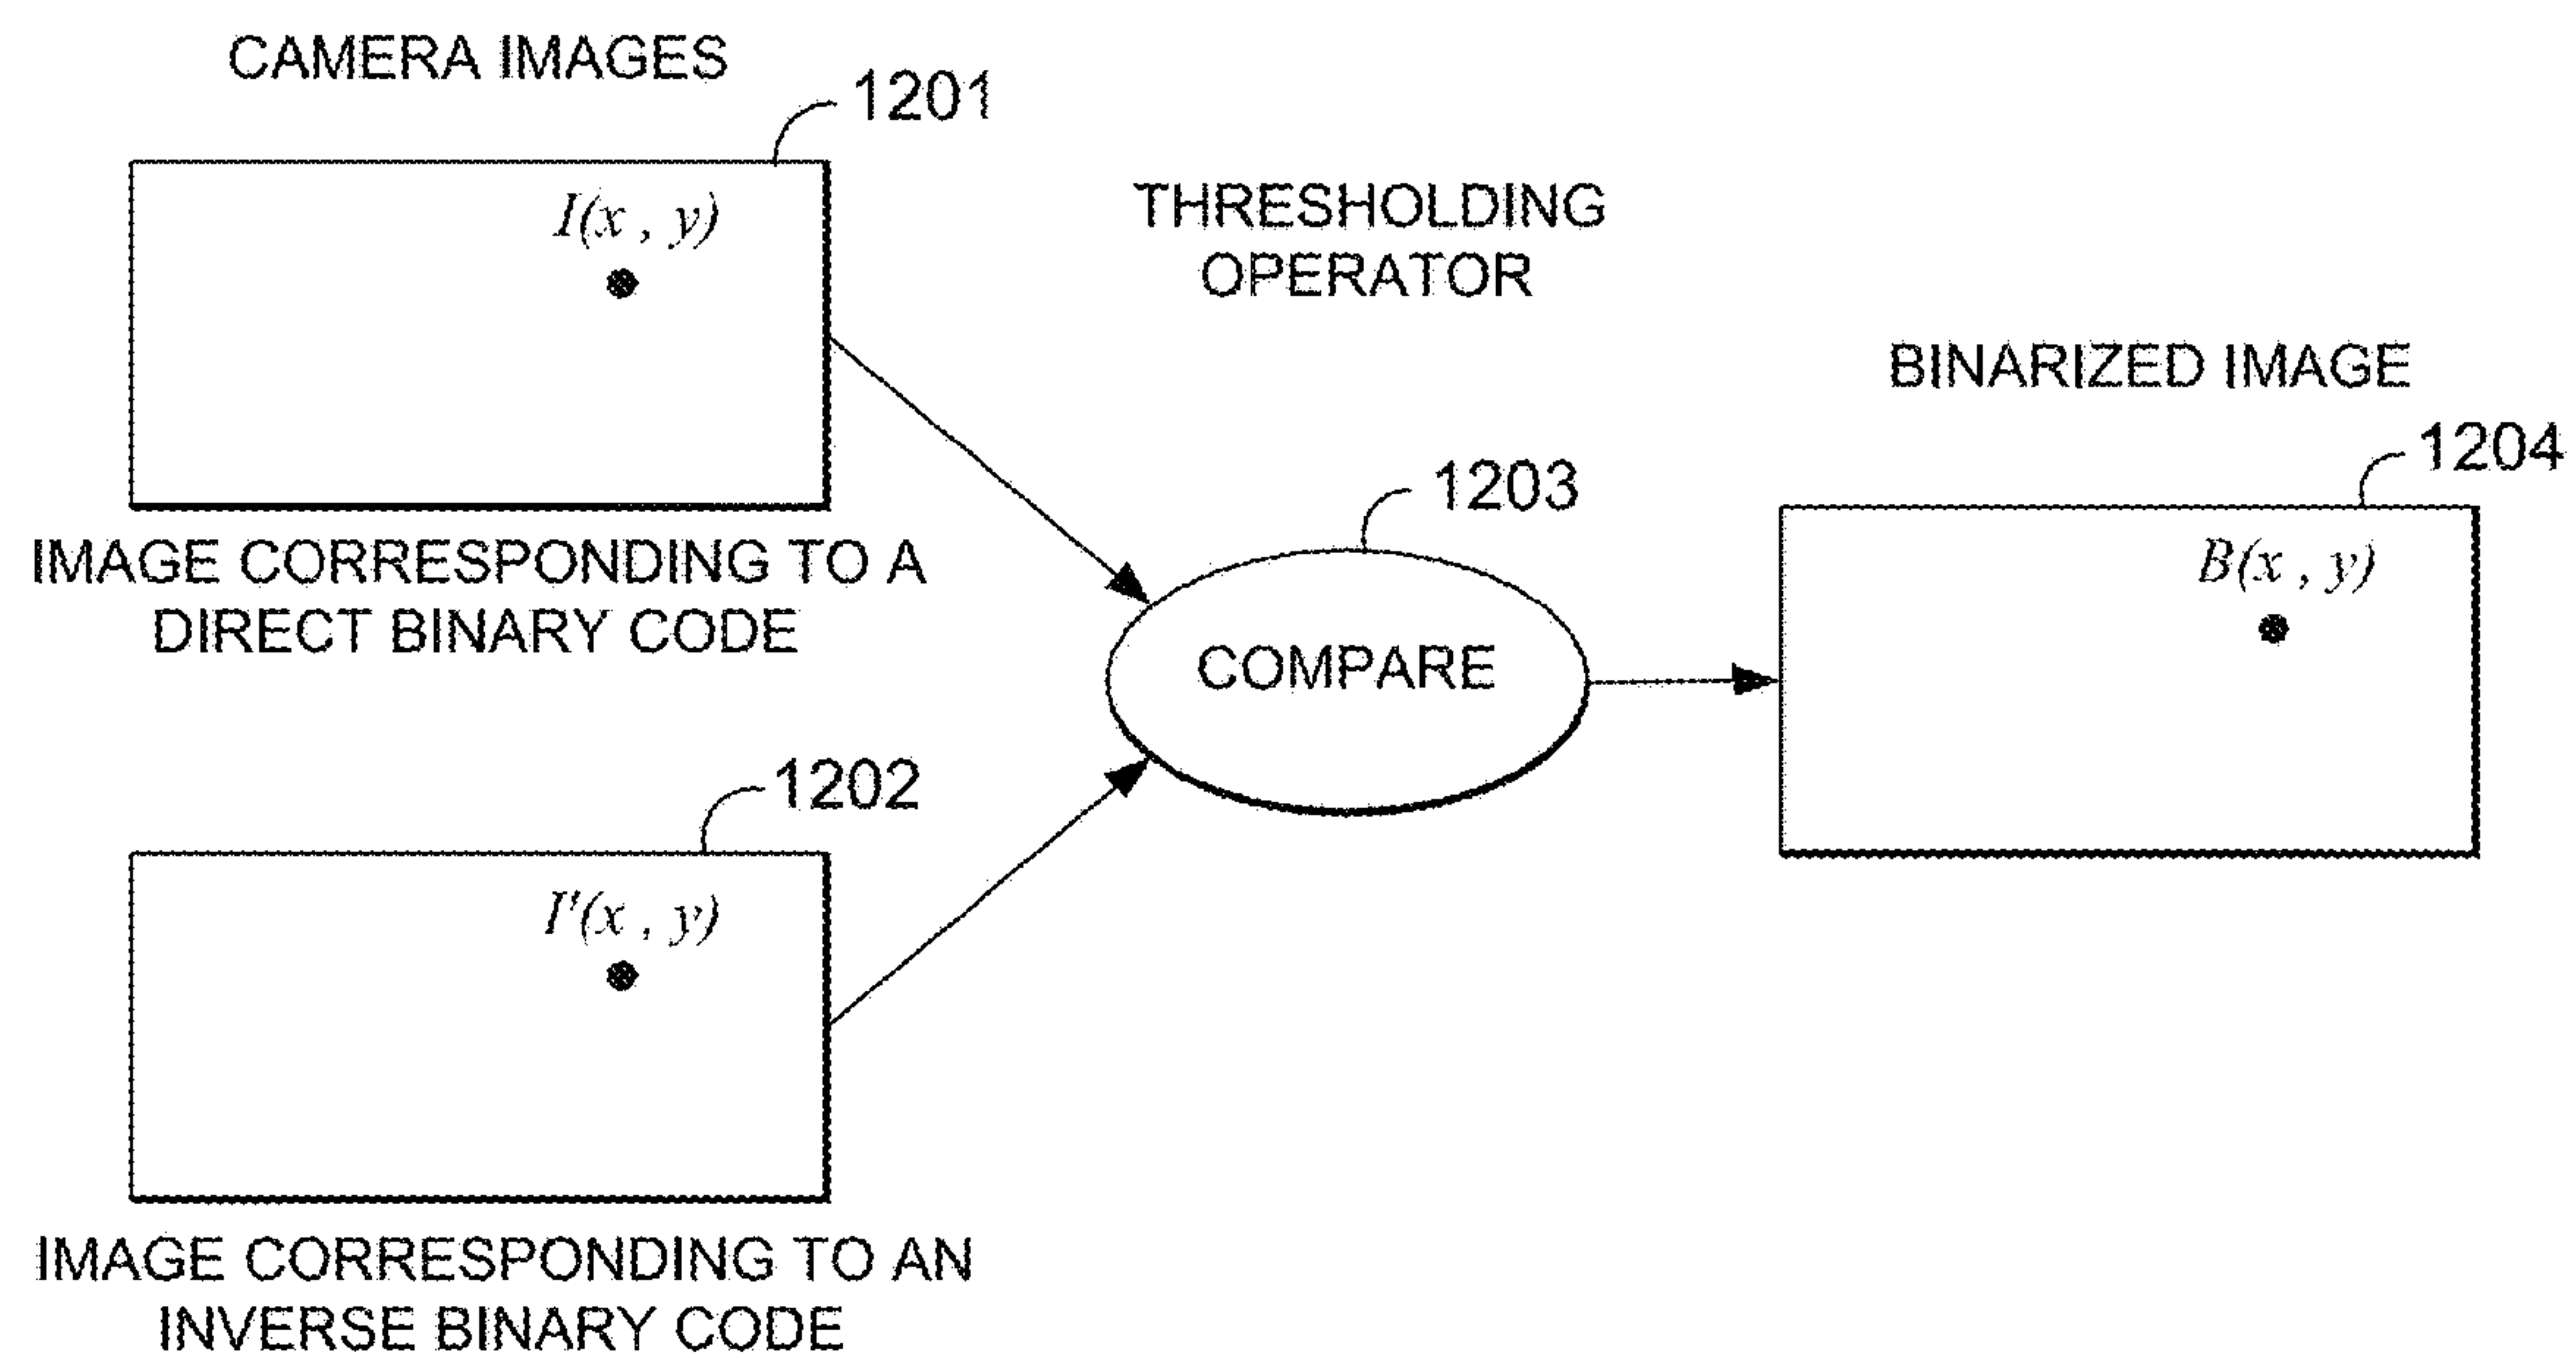 CAMERA IMAGES
1201
I(x , y)
IMAGE CORRESPONDING TO A
DIRECT BINARY CODE
THRESHOLDING
OPERATOR
1203
COMPARE
BINARIZED IMAGE
1204
B(x , y)
1202
I'(x , y)
IMAGE CORRESPONDING TO AN
INVERSE BINARY CODE